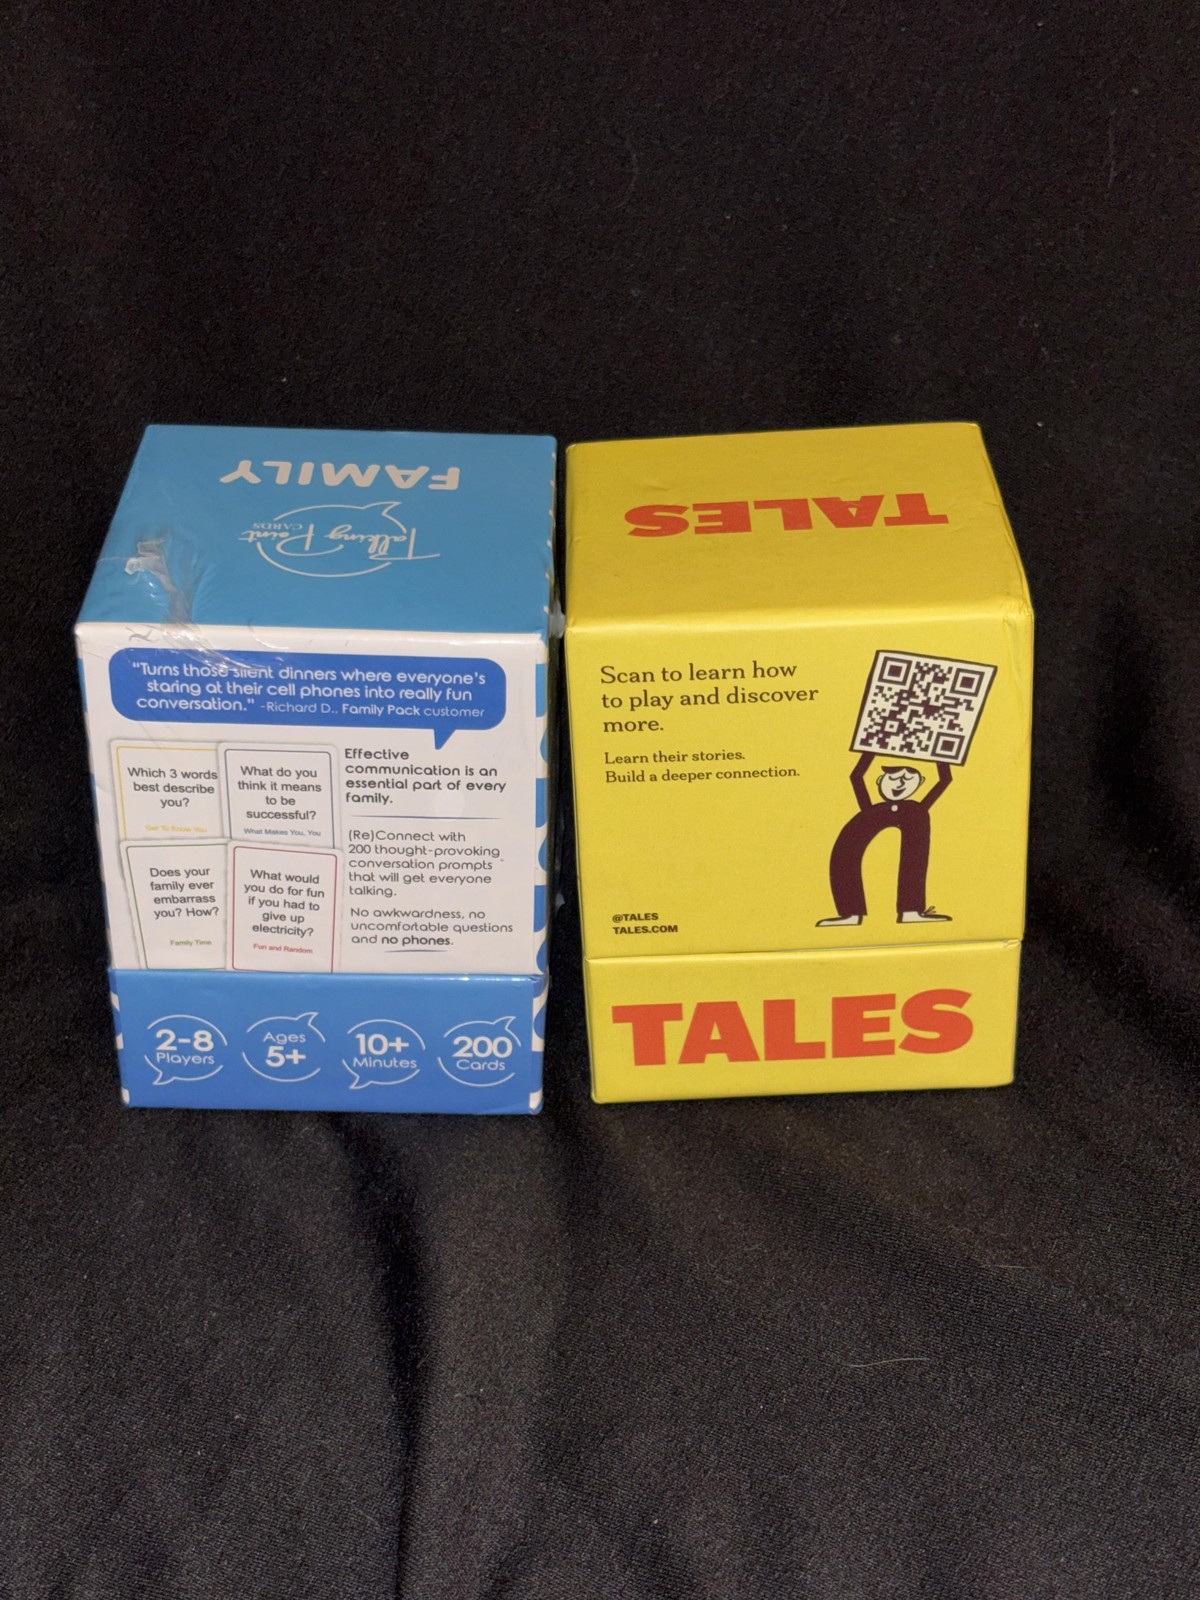 FAMILY
Talking Point
CARDS
"Turns those silent dinners where everyone's
staring at their cell phones into really fun
conversation." -Richard D., Family Pack customer
Which 3 words
best describe
you?
Get To Know You
What do you
think it means
to be
successful?
What Makes You, You
Does your
family ever
embarrass
you? How?
Family Time
What would
you do for fun
if you had to
give up
electricity?
Fun and Random
Effective
communication is an
essential part of every
family.
(Re)Connect with
200 thought-provoking
conversation prompts
that will get everyone
talking.
No awkwardness, no
uncomfortable questions
and no phones.
2-8
Players
Ages
5+
10+
Minutes
200
Cards
TALES
Scan to learn how
to play and discover
more.
Learn their stories.
Build a deeper connection.
@TALES
TALES.COM
TALES